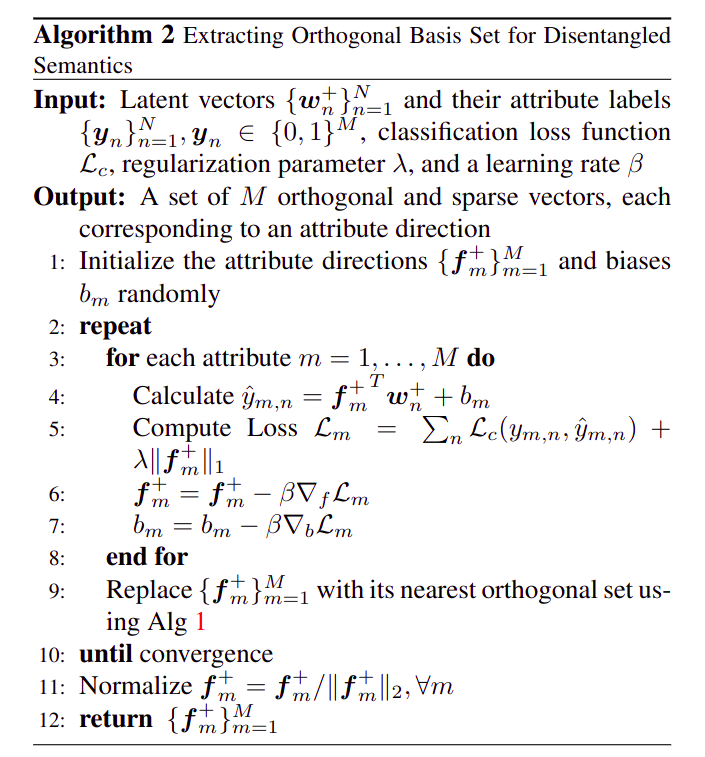 Algorithm 2 Extracting Orthogonal Basis Set for Disentangled
Semantics
Input: Latent vectors $\{\boldsymbol{w}_n^+\}_{n=1}^N$ and their attribute labels
$\{\boldsymbol{y}_n\}_{n=1}^N, \boldsymbol{y}_n \in \{0,1\}^M$, classification loss function
$\mathcal{L}_c$, regularization parameter $\lambda$, and a learning rate $\beta$
Output: A set of $M$ orthogonal and sparse vectors, each
corresponding to an attribute direction
1: Initialize the attribute directions $\{\boldsymbol{f}_m^+\}_{m=1}^M$ and biases
$b_m$ randomly
2: repeat
3: for each attribute $m = 1, \ldots, M$ do
4: Calculate $\hat{y}_{m,n} = \boldsymbol{f}_m^{+T} \boldsymbol{w}_n^+ + b_m$
5: Compute Loss $\mathcal{L}_m = \sum_n \mathcal{L}_c(y_{m,n}, \hat{y}_{m,n}) +$
$\lambda \|\boldsymbol{f}_m^+\|_1$
6: $\boldsymbol{f}_m^+ = \boldsymbol{f}_m^+ - \beta \nabla_f \mathcal{L}_m$
7: $b_m = b_m - \beta \nabla_b \mathcal{L}_m$
8: end for
9: Replace $\{\boldsymbol{f}_m^+\}_{m=1}^M$ with its nearest orthogonal set us-
ing Alg 1
10: until convergence
11: Normalize $\boldsymbol{f}_m^+ = \boldsymbol{f}_m^+ / \|\boldsymbol{f}_m^+\|_2, \forall m$
12: return $\{\boldsymbol{f}_m^+\}_{m=1}^M$